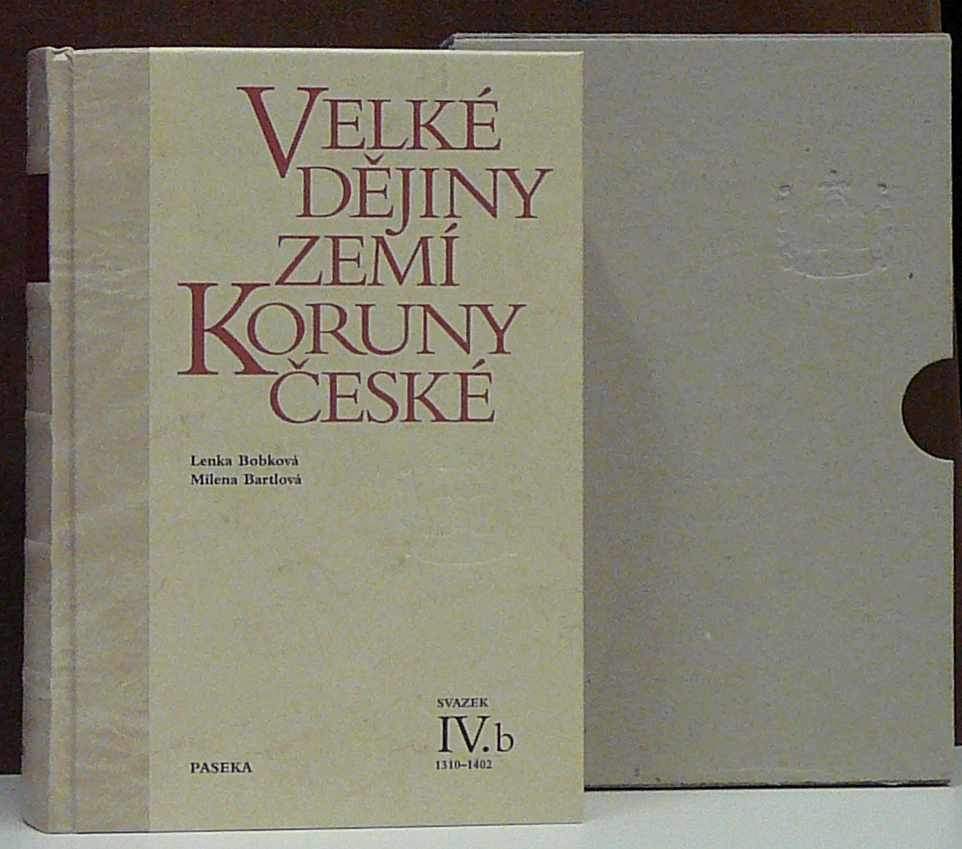 VELKÉ
DĚJINY
ZEMÍ
KORUNY
ČESKÉ
Lenka Bobková
Milena Bartlová
SVAZEK
IV.b
1310–1402
PASEKA